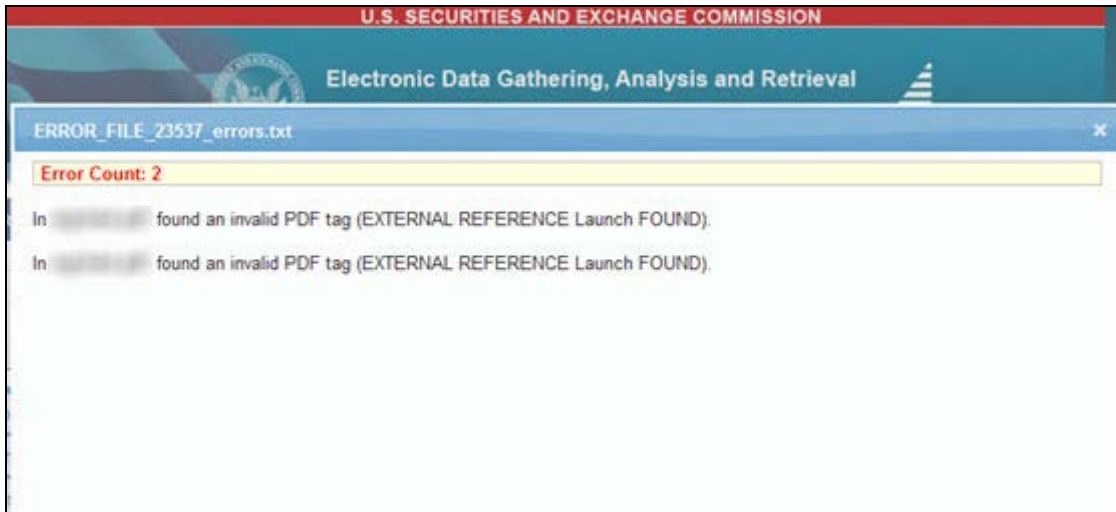 U.S. SECURITIES AND EXCHANGE COMMISSION
Electronic Data Gathering, Analysis and Retrieval
ERROR_FILE_23537_errors.txt
×
Error Count: 2
In found an invalid PDF tag (EXTERNAL REFERENCE Launch FOUND).
In found an invalid PDF tag (EXTERNAL REFERENCE Launch FOUND).